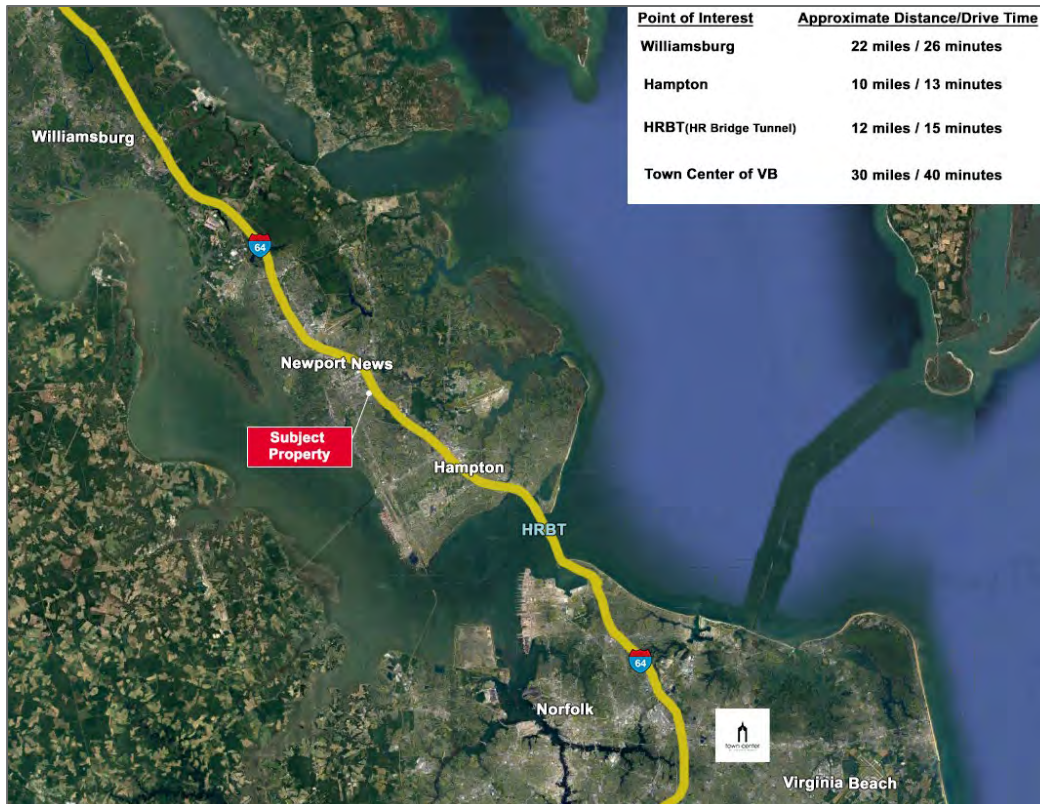 Point of Interest Approximate Distance/Drive Time
Williamsburg 22 miles / 26 minutes
Hampton 10 miles / 13 minutes
HRBT(HR Bridge Tunnel) 12 miles / 15 minutes
Town Center of VB 30 miles / 40 minutes
Williamsburg
64
Newport News
Subject
Property
Hampton
HRBT
64
Norfolk
town center
Virginia Beach